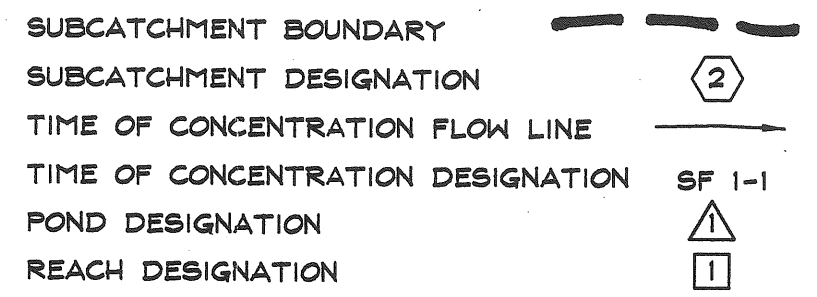 SUBCATCHMENT BOUNDARY
SUBCATCHMENT DESIGNATION 2
TIME OF CONCENTRATION FLOW LINE
TIME OF CONCENTRATION DESIGNATION SF 1-1
POND DESIGNATION 1
REACH DESIGNATION 1